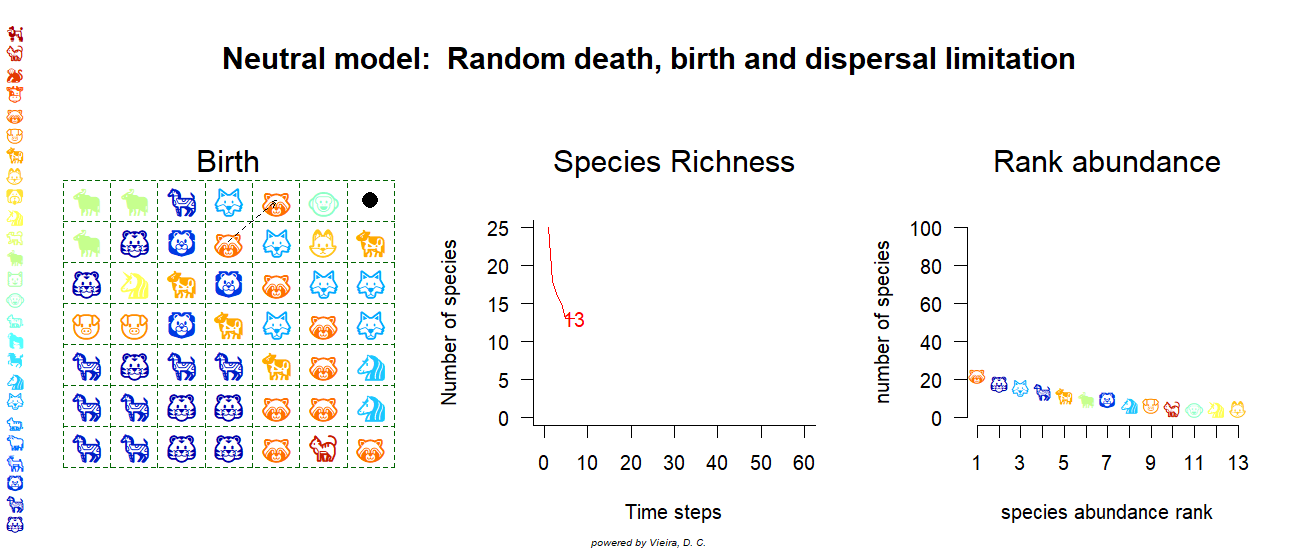 Neutral model:  Random death, birth and dispersal limitation
Birth
Species Richness
Rank abundance
Number of species
25
20
15
10
5
0
13
0 10 20 30 40 50 60
Time steps
number of species
100
80
60
40
20
0
1 3 5 7 9 11 13
species abundance rank
powered by Vieira, D. C.